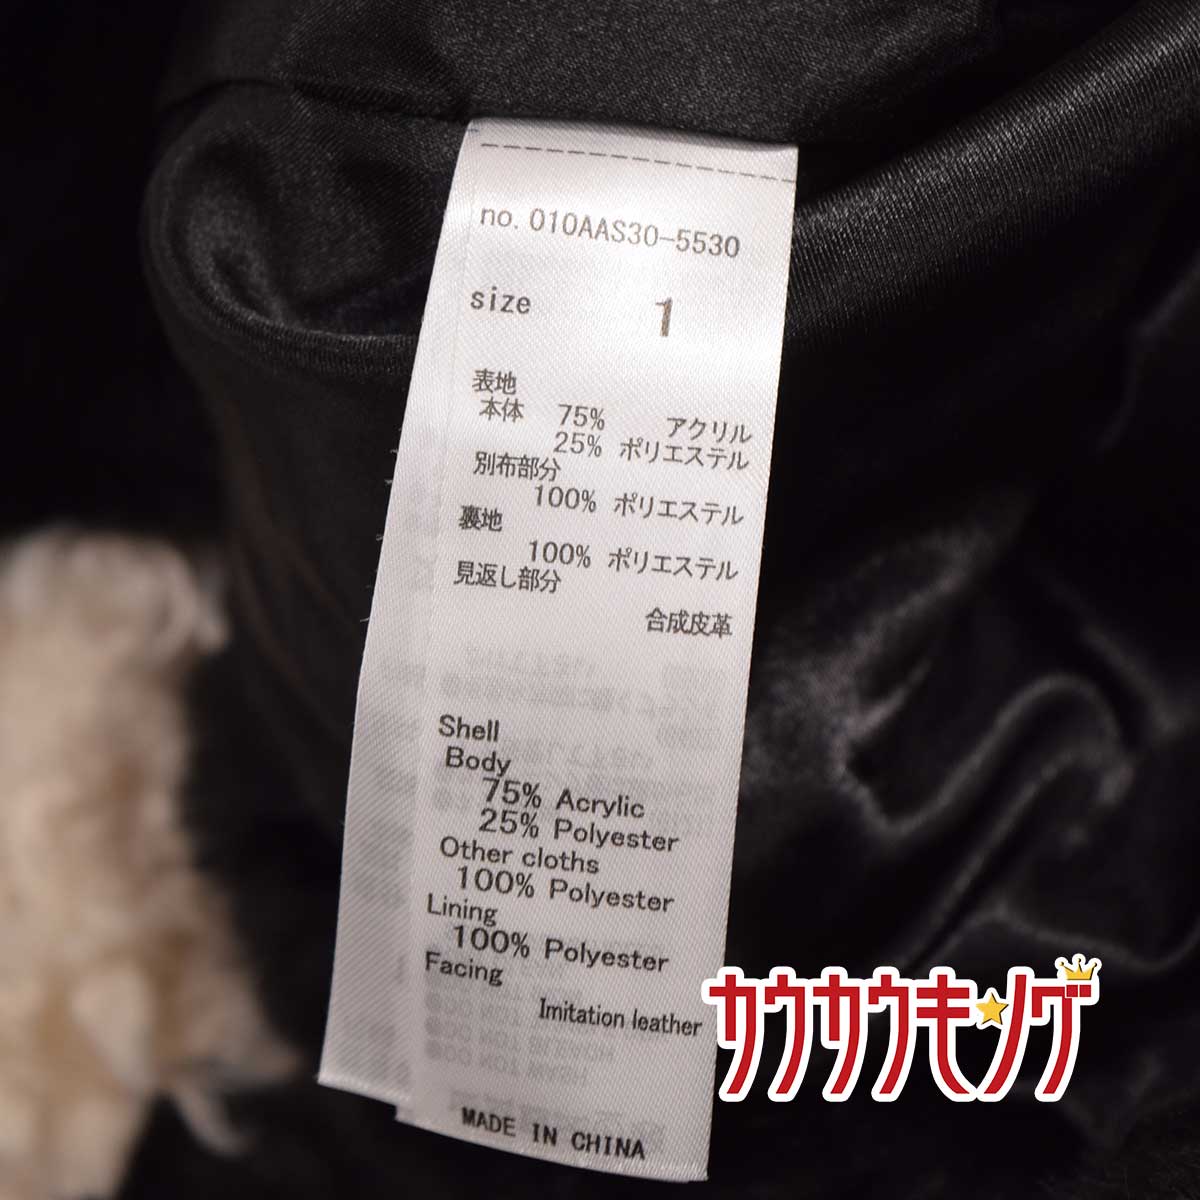 no. 010AAS30-5530
size 1
表地
本体 75% アクリル
25% ポリエステル
別布部分
100% ポリエステル
裏地
100% ポリエステル
見返し部分
合成皮革
Shell
Body
75% Acrylic
25% Polyester
Other cloths
100% Polyester
Lining
100% Polyester
Facing
Imitation leather
MADE IN CHINA
カウカウキング